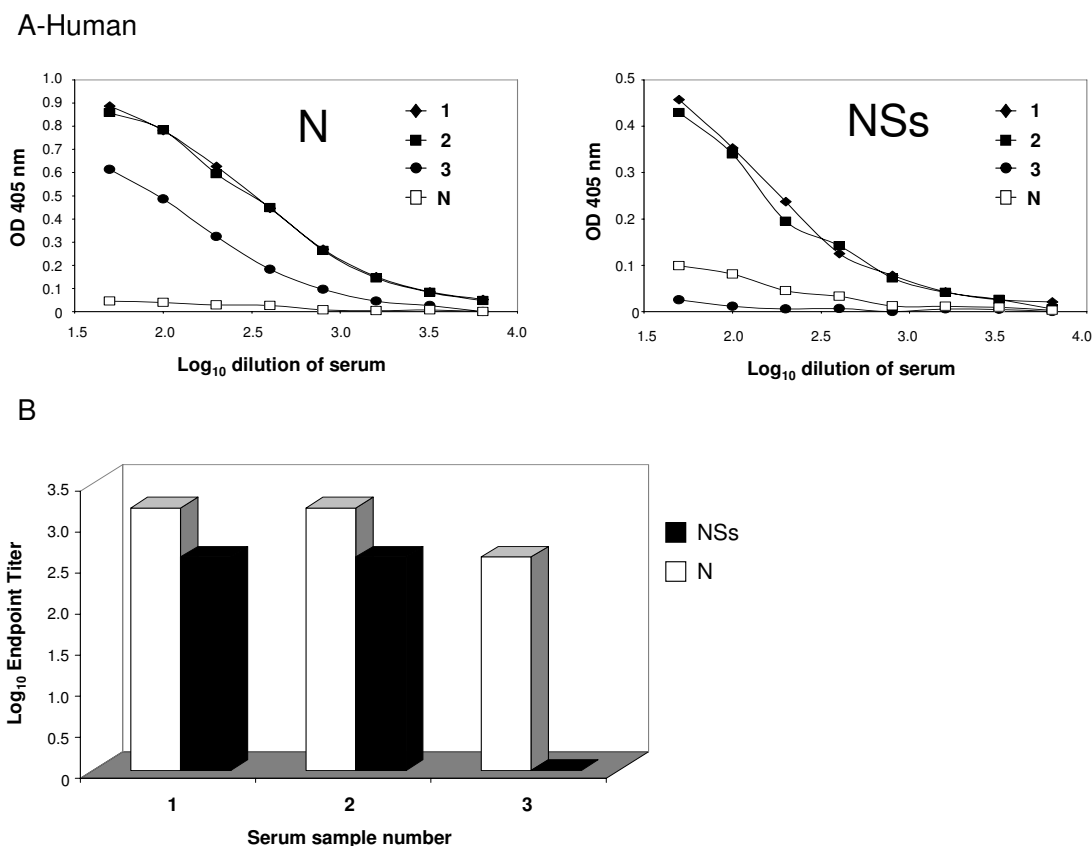 A-Human
1.0
0.9
0.8
0.7
0.6
0.5
0.4
0.3
0.2
0.1
0
OD 405 nm
N
1
2
3
N
1.5 2.0 2.5 3.0 3.5 4.0
Log₁₀ dilution of serum
0.5
0.4
0.3
0.2
0.1
0
OD 405 nm
NSs
1
2
3
N
1.5 2.0 2.5 3.0 3.5 4.0
Log₁₀ dilution of serum
B
3.5
3.0
2.5
2.0
1.5
1.0
0.5
0
Log₁₀ Endpoint Titer
1 2 3
Serum sample number
NSs
N